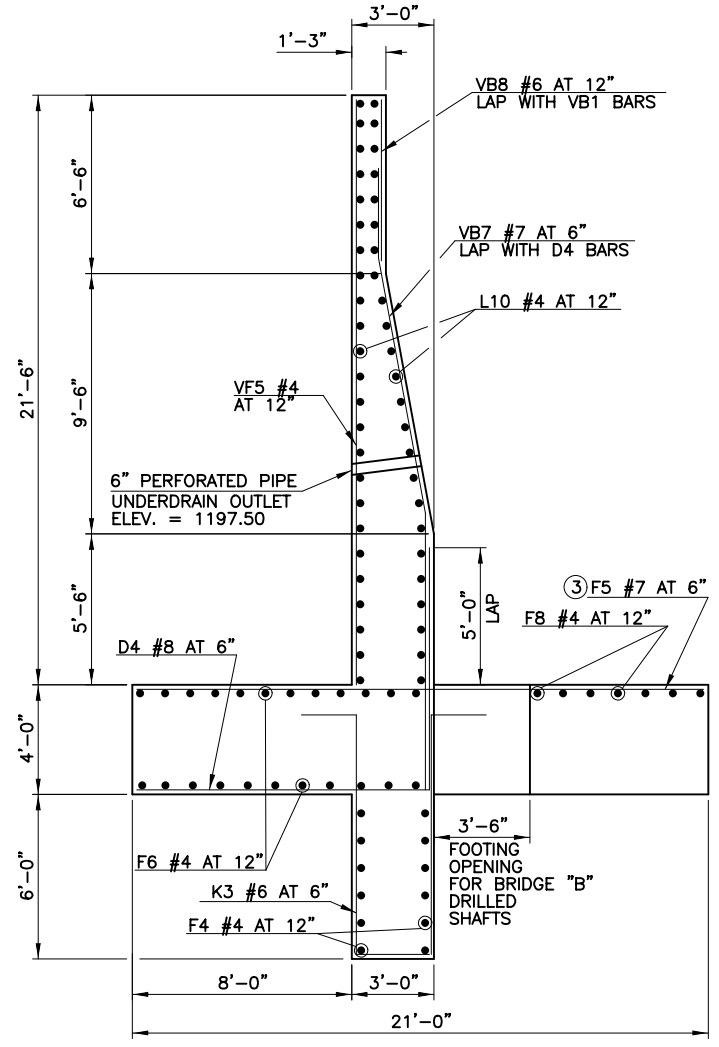 3'-0"
1'-3"
VB8 #6 AT 12"
LAP WITH VB1 BARS
6'-6"
VB7 #7 AT 6"
LAP WITH D4 BARS
L10 #4 AT 12"
21'-6"
9'-6"
VF5 #4
AT 12"
6" PERFORATED PIPE
UNDERDRAIN OUTLET
ELEV. = 1197.50
5'-6"
5'-0"
LAP
3 F5 #7 AT 6"
F8 #4 AT 12"
D4 #8 AT 6"
4'-0"
3'-6"
FOOTING
OPENING
FOR BRIDGE "B"
DRILLED
SHAFTS
F6 #4 AT 12"
6'-0"
K3 #6 AT 6"
F4 #4 AT 12"
8'-0"
3'-0"
21'-0"